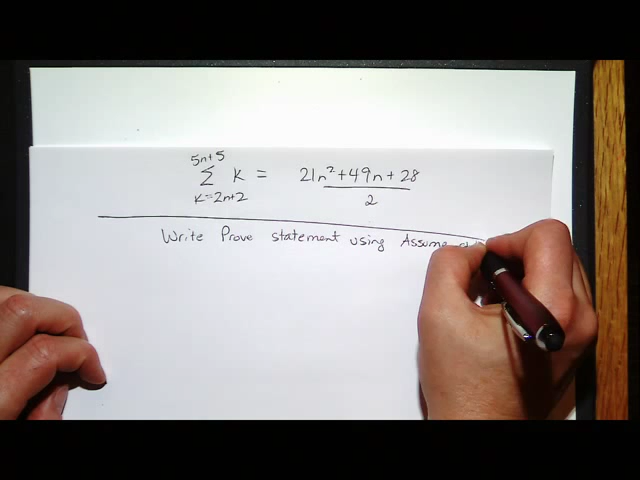 5n+5
Σ k = 21n²+49n+28
k=2n+2 2
Write Prove statement using Assume